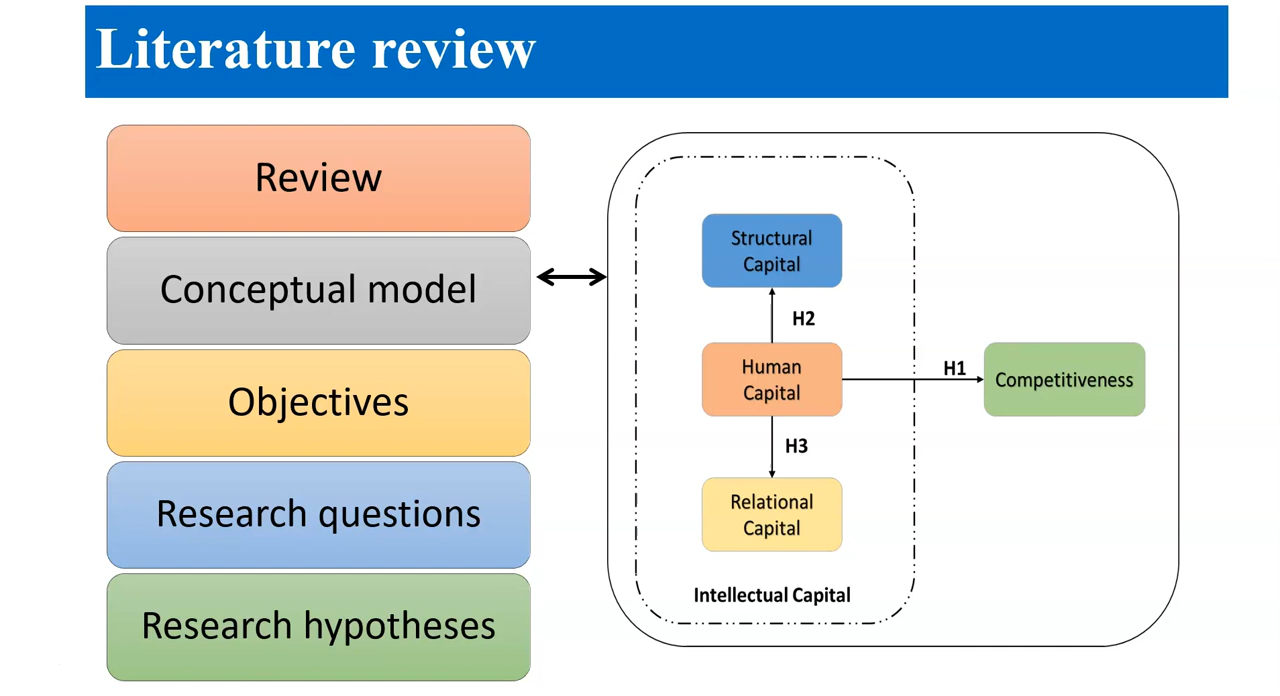 Literature review
Review
Conceptual model
Objectives
Research questions
Research hypotheses
Structural
Capital
H2
Human
Capital
H1
Competitiveness
H3
Relational
Capital
Intellectual Capital